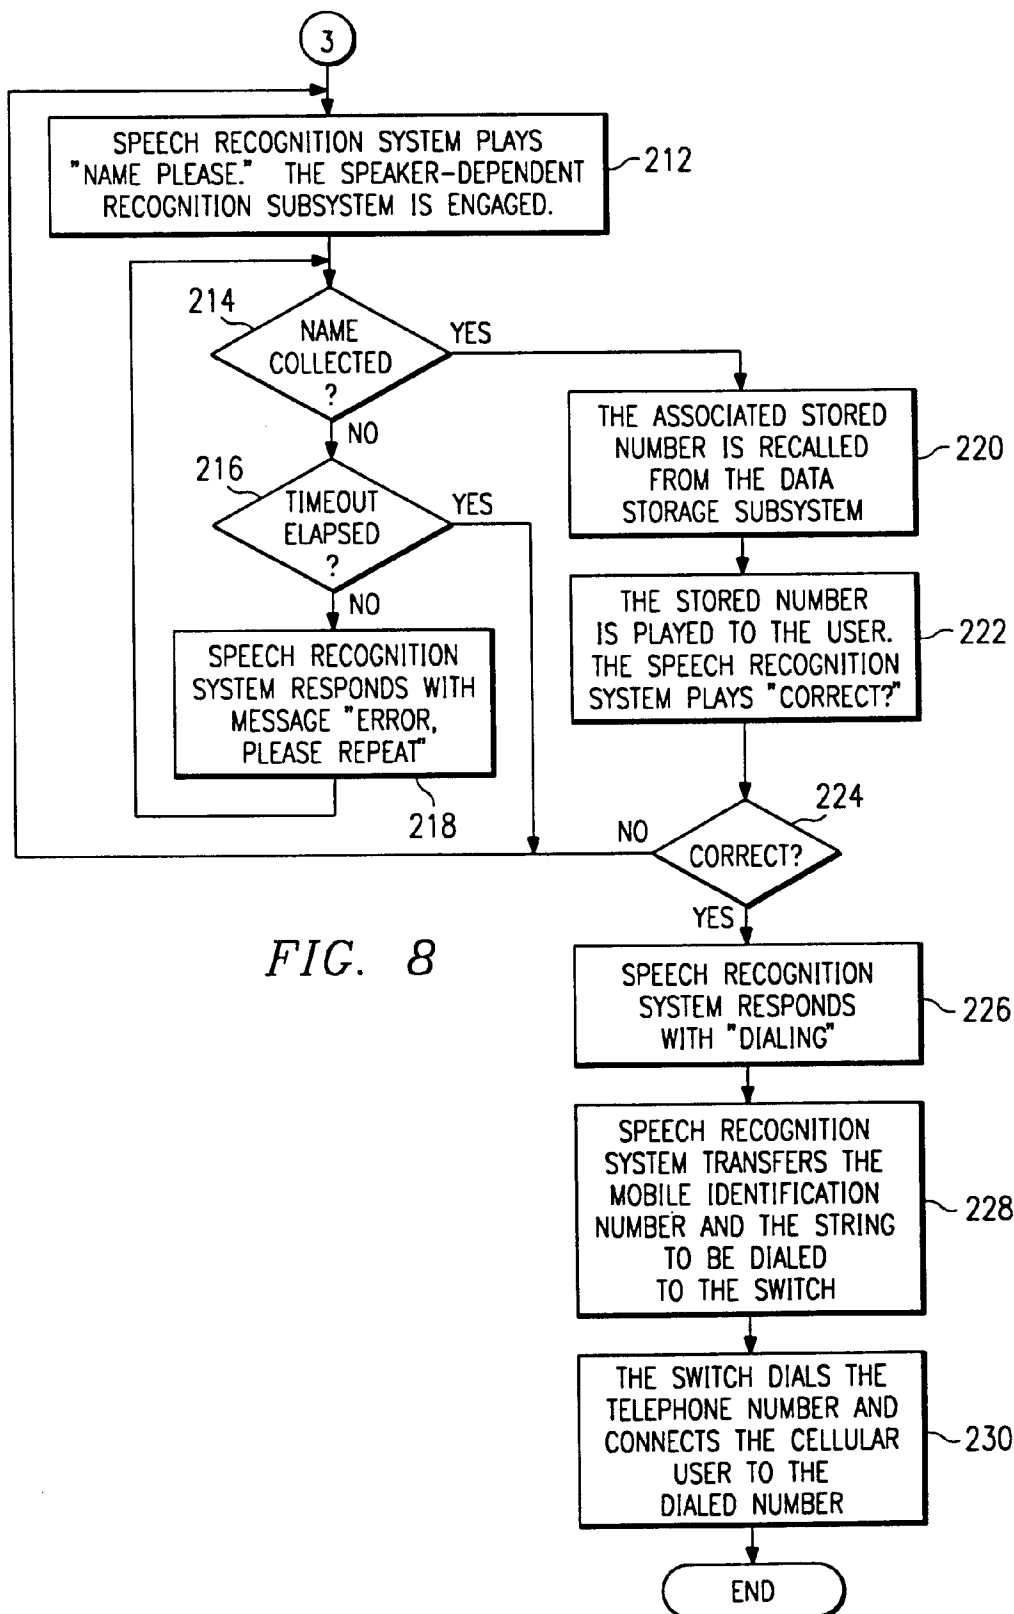 3
SPEECH RECOGNITION SYSTEM PLAYS
"NAME PLEASE." THE SPEAKER-DEPENDENT
RECOGNITION SUBSYSTEM IS ENGAGED.
212
214
NAME
COLLECTED
?
YES
NO
216
TIMEOUT
ELAPSED
?
YES
NO
SPEECH RECOGNITION
SYSTEM RESPONDS WITH
MESSAGE "ERROR,
PLEASE REPEAT"
218
THE ASSOCIATED STORED
NUMBER IS RECALLED
FROM THE DATA
STORAGE SUBSYSTEM
220
THE STORED NUMBER
IS PLAYED TO THE USER.
THE SPEECH RECOGNITION
SYSTEM PLAYS "CORRECT?"
222
224
NO
CORRECT?
YES
FIG. 8
SPEECH RECOGNITION
SYSTEM RESPONDS
WITH "DIALING"
226
SPEECH RECOGNITION
SYSTEM TRANSFERS THE
MOBILE IDENTIFICATION
NUMBER AND THE STRING
TO BE DIALED
TO THE SWITCH
228
THE SWITCH DIALS THE
TELEPHONE NUMBER AND
CONNECTS THE CELLULAR
USER TO THE
DIALED NUMBER
230
END